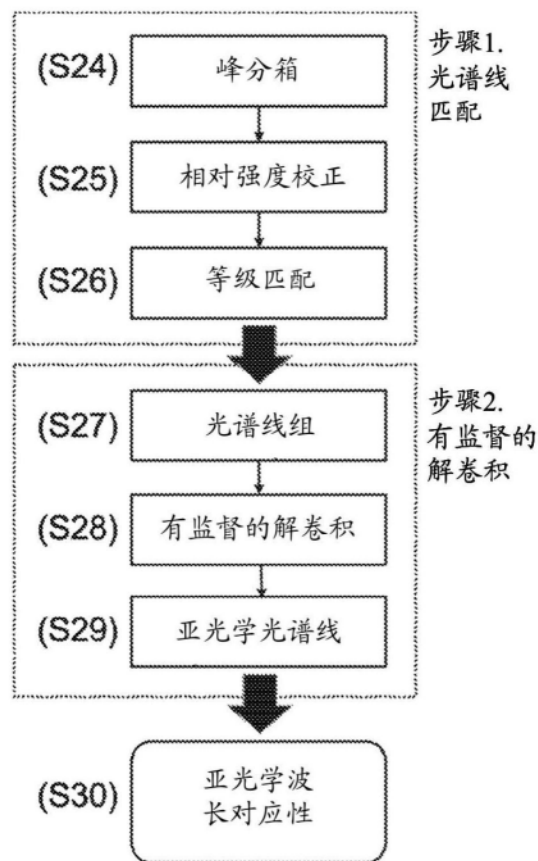 步骤1.
光谱线
匹配
(S24) 峰分箱
(S25) 相对强度校正
(S26) 等级匹配
步骤2.
有监督的
解卷积
(S27) 光谱线组
(S28) 有监督的解卷积
(S29) 亚光学光谱线
(S30) 亚光学波
长对应性